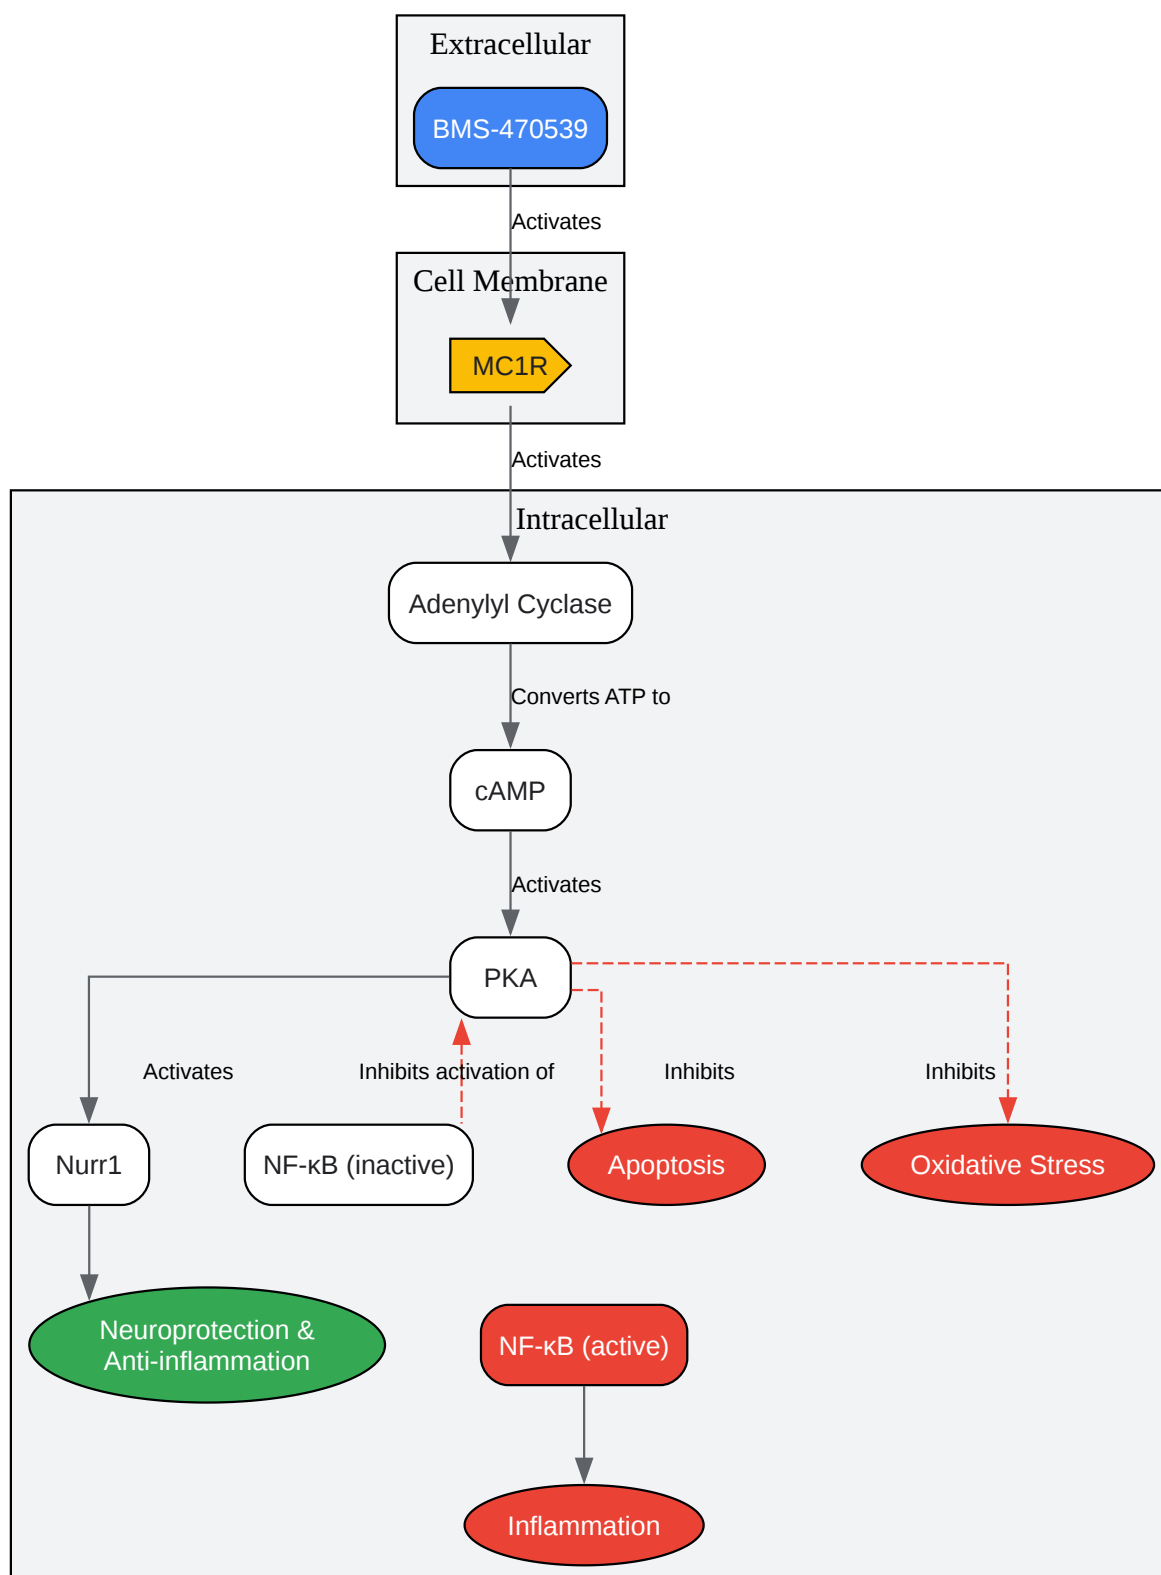 Extracellular
BMS-470539
Activates
Cell Membrane
MC1R
Activates
Intracellular
Adenylyl Cyclase
Converts ATP to
cAMP
Activates
PKA
Activates
Inhibits activation of
Inhibits
Inhibits
Nurr1
NF-κB (inactive)
Apoptosis
Oxidative Stress
Neuroprotection &
Anti-inflammation
NF-κB (active)
Inflammation